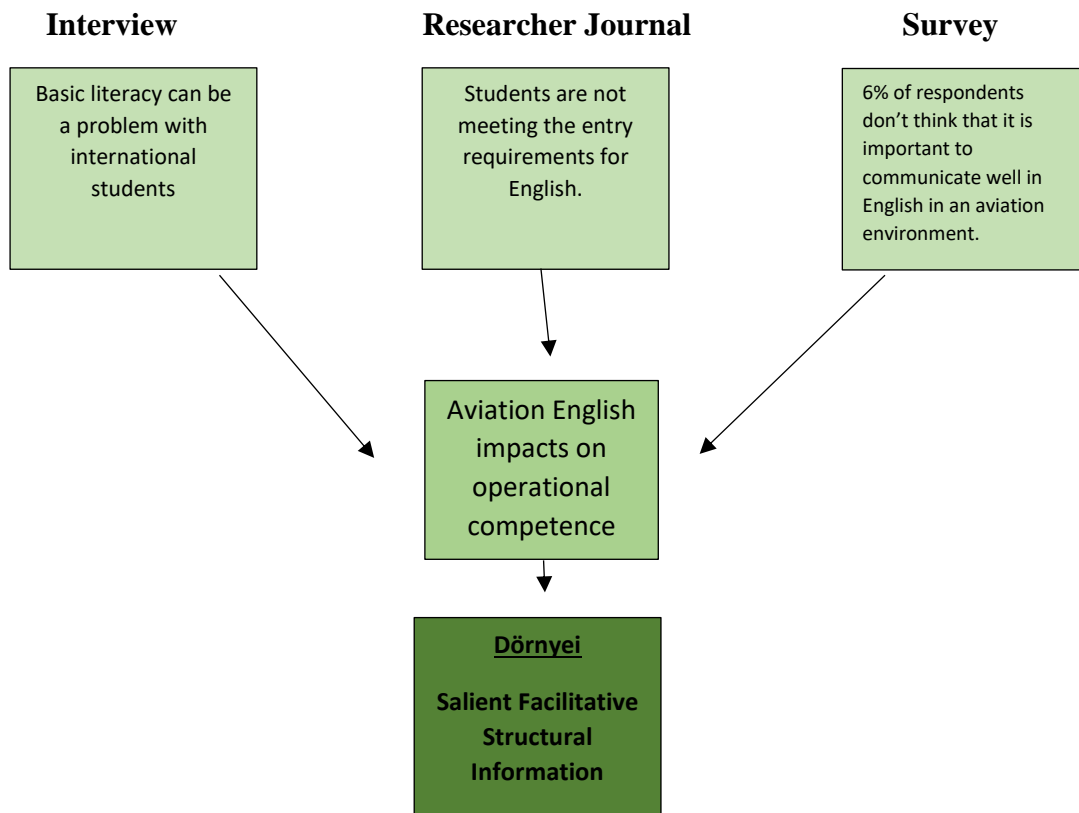 Interview
Researcher Journal
Survey
Basic literacy can be
a problem with
international
students
Students are not
meeting the entry
requirements for
English.
6% of respondents
don’t think that it is
important to
communicate well in
English in an aviation
environment.
Aviation English
impacts on
operational
competence
Dörnyei
Salient Facilitative
Structural
Information